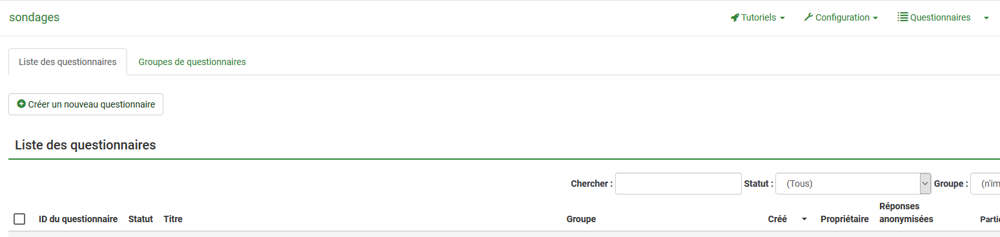 sondages
Tutoriels
Configuration
Questionnaires
Liste des questionnaires
Groupes de questionnaires
Créer un nouveau questionnaire
Liste des questionnaires
Chercher :
Statut :
(Tous)
Groupe :
(n'im
ID du questionnaire
Statut
Titre
Groupe
Créé
Propriétaire
Réponses
anonymisées
Partie